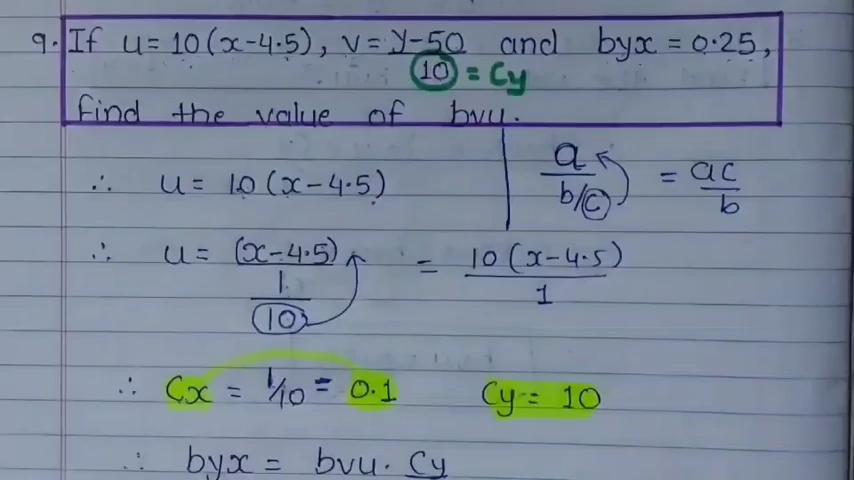 9. If u = 10(x-4.5), v = y-50/10 and byx = 0.25,
10 = Cy
find the value of bvu.
∴ u = 10(x-4.5)
a/b/c = ac/b
∴ u = (x-4.5)/1/10 = 10(x-4.5)/1
∴ Cx = 1/10 = 0.1 Cy = 10
∴ byx = bvu. Cy